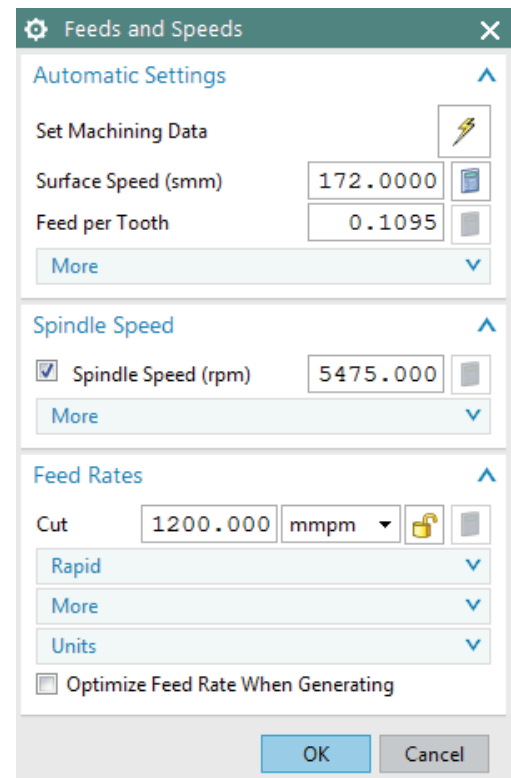 Feeds and Speeds
Automatic Settings
Set Machining Data
Surface Speed (smm) 172.0000
Feed per Tooth 0.1095
More
Spindle Speed
Spindle Speed (rpm) 5475.000
More
Feed Rates
Cut 1200.000 mmpm
Rapid
More
Units
Optimize Feed Rate When Generating
OK Cancel